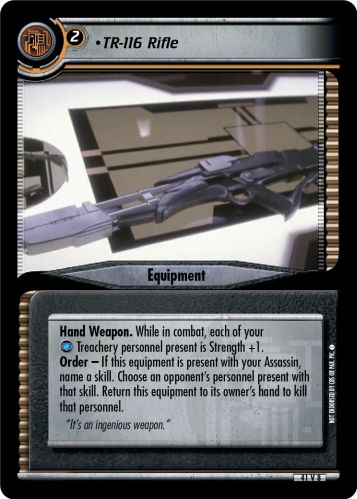 2
•TR-116 Rifle
Equipment
Hand Weapon. While in combat, each of your
Treachery personnel present is Strength +1.
Order – If this equipment is present with your Assassin,
name a skill. Choose an opponent's personnel present with
that skill. Return this equipment to its owner's hand to kill
that personnel.
"It's an ingenious weapon."
NOT ENDORSED BY CBS OR PAR. PIC.
41 V 8